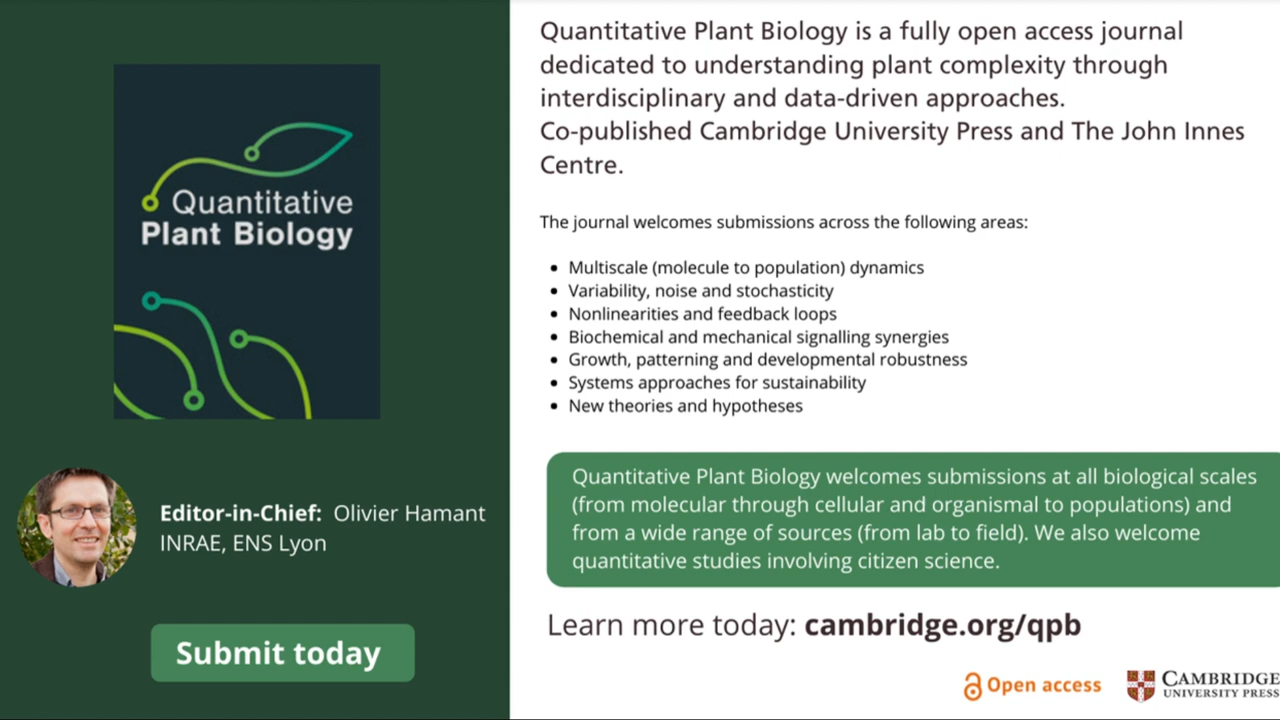 Quantitative
Plant Biology
Editor-in-Chief: Olivier Hamant
INRAE, ENS Lyon
Submit today
Quantitative Plant Biology is a fully open access journal
dedicated to understanding plant complexity through
interdisciplinary and data-driven approaches.
Co-published Cambridge University Press and The John Innes
Centre.
The journal welcomes submissions across the following areas:
• Multiscale (molecule to population) dynamics
• Variability, noise and stochasticity
• Nonlinearities and feedback loops
• Biochemical and mechanical signalling synergies
• Growth, patterning and developmental robustness
• Systems approaches for sustainability
• New theories and hypotheses
Quantitative Plant Biology welcomes submissions at all biological scales
(from molecular through cellular and organismal to populations) and
from a wide range of sources (from lab to field). We also welcome
quantitative studies involving citizen science.
Learn more today: cambridge.org/qpb
Open access
CAMBRIDGE
UNIVERSITY PRESS